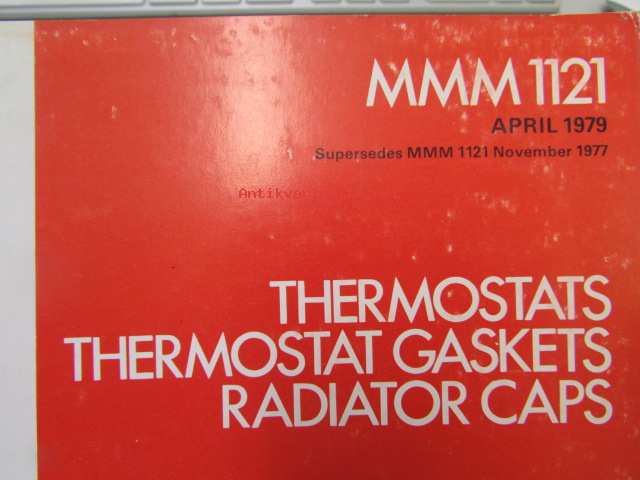 MMM 1121
APRIL 1979
Supersedes MMM 1121 November 1977
THERMOSTATS
THERMOSTAT GASKETS
RADIATOR CAPS